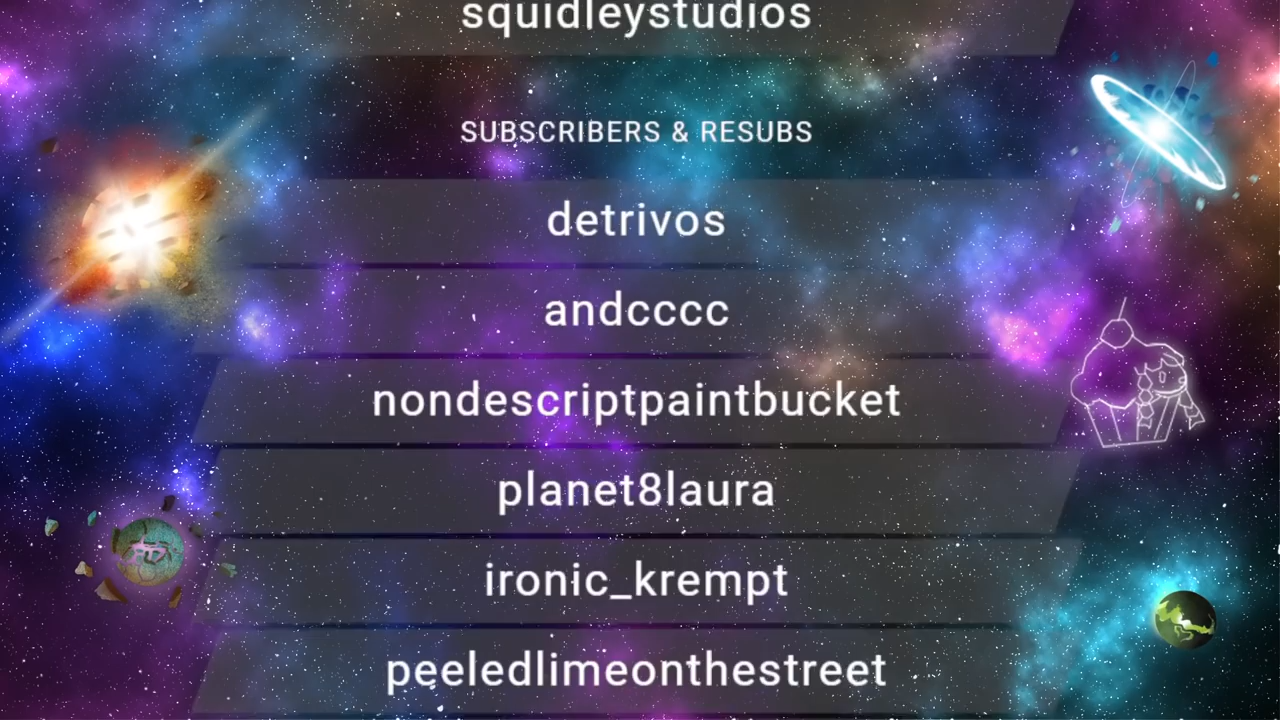 squidleystudios
SUBSCRIBERS & RESUBS
detrivos
andcccc
nondescriptpaintbucket
planet8laura
ironic_krempt
peeledlimeonthestreet